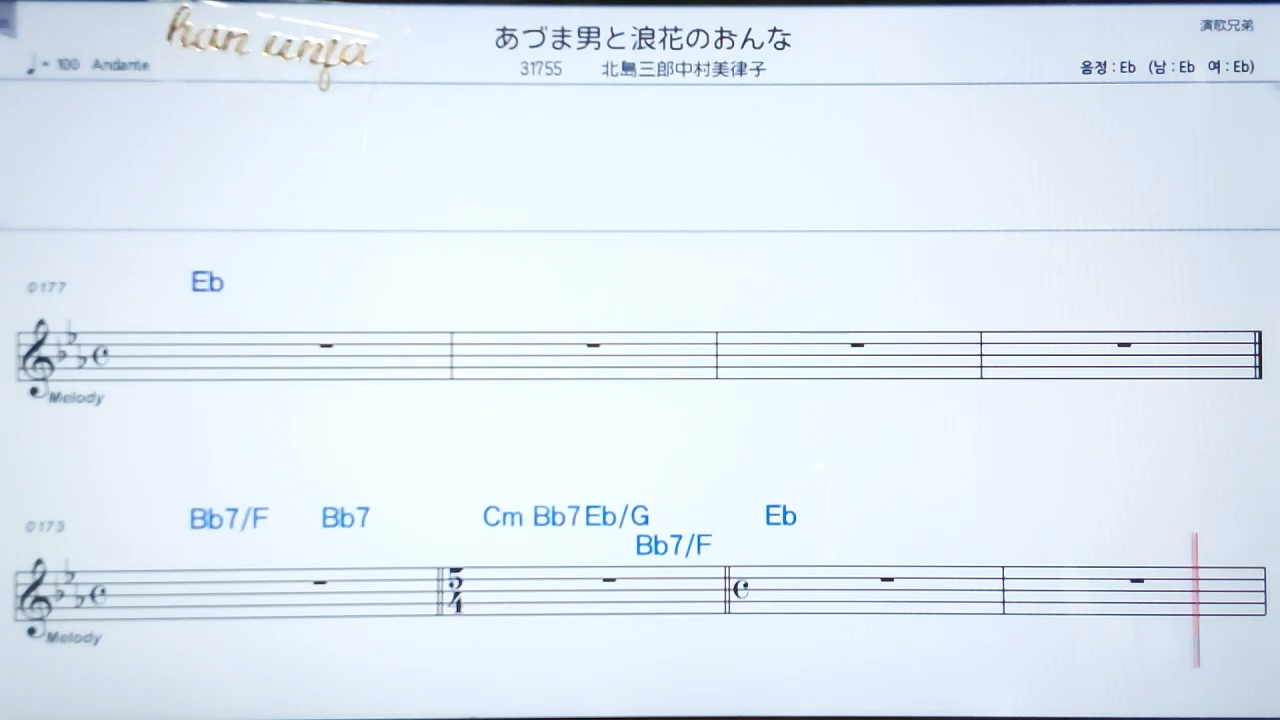 han unja
あづま男と浪花のおんな
演歌兄弟
♩= 100 Andante
31755 北島三郎中村美律子
음정 : Eb (남 : Eb 여 : Eb)
0177
Eb
Melody
0173
Bb7/F Bb7 Cm Bb7 Eb/G Eb
Bb7/F
5
4
Melody